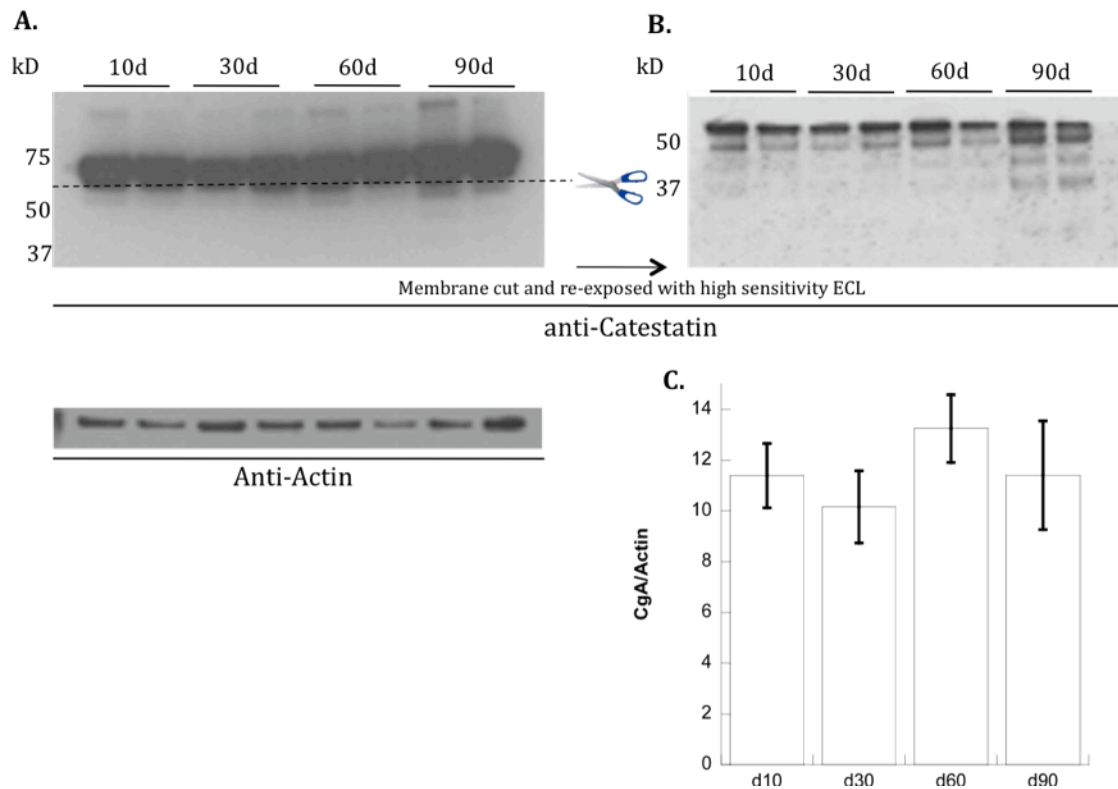 A.
kD
10d 30d 60d 90d
75
50
37
B.
kD
10d 30d 60d 90d
50
37
Membrane cut and re-exposed with high sensitivity ECL
anti-Catestatin
Anti-Actin
C.
CgA/Actin
14
12
10
8
6
4
2
0
d10 d30 d60 d90